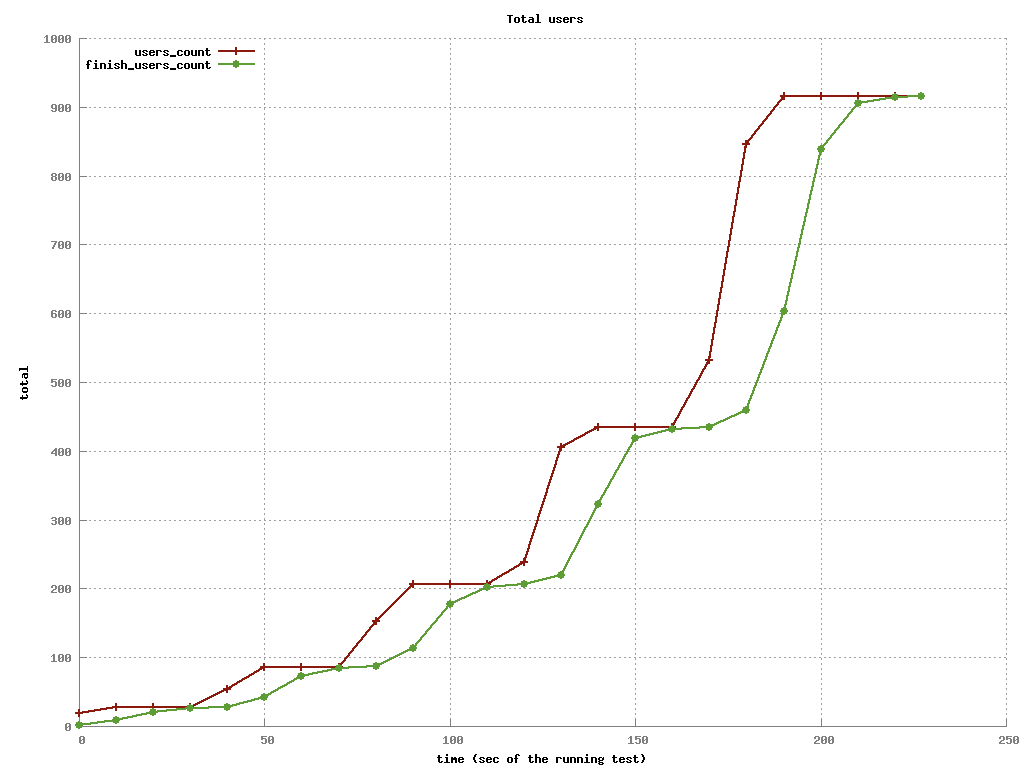 Total users
1000
users_count
finish_users_count
900
800
700
600
500
total
400
300
200
100
0
0 50 100 150 200 250
time (sec of the running test)